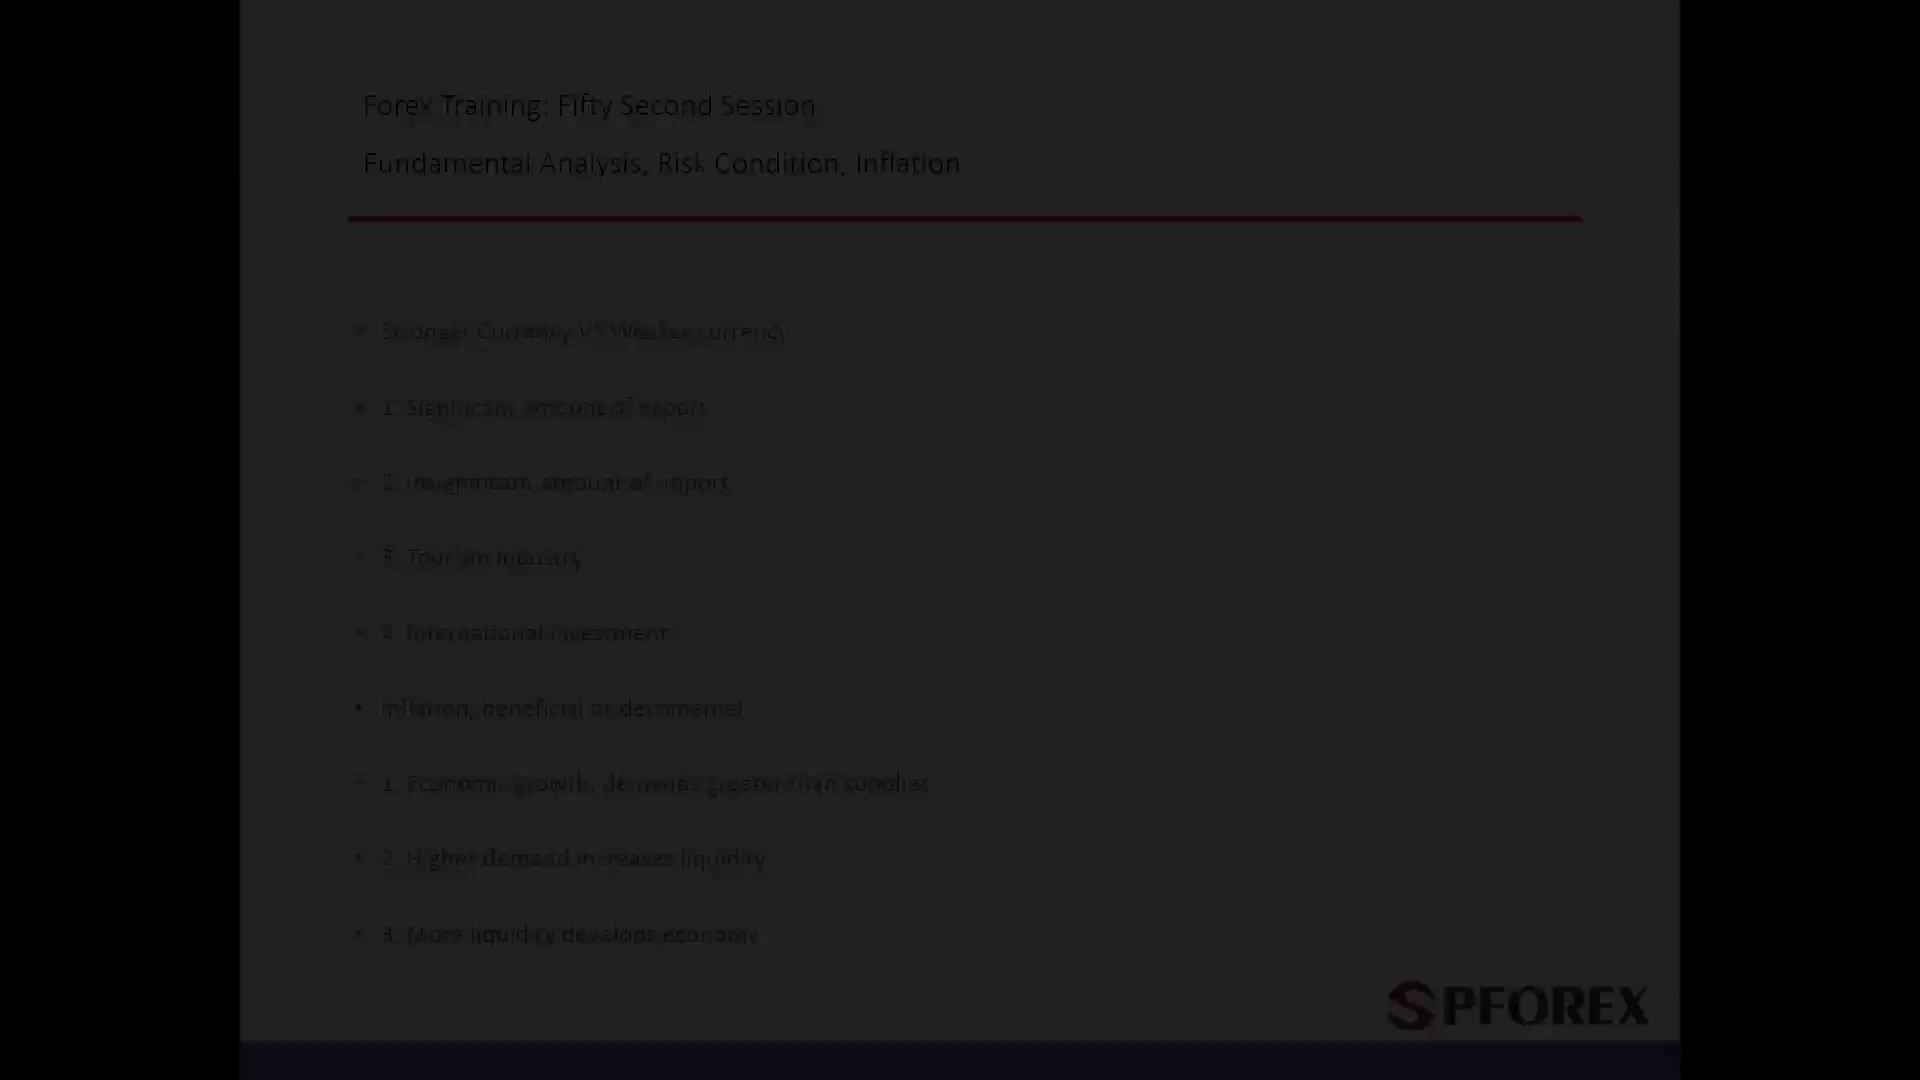 Forex Training: Fifty Second Session
Fundamental Analysis, Risk Condition, Inflation
• Stronger Currency VS Weaker currency
• 1. Significant amount of export
• 2. Insignificant amount of import
• 3. Tourism industry
• 4. International investment
• Inflation, beneficial or detrimental
• 1. Economic growth, demands greater than supplies
• 2. Higher demand increases liquidity
• 3. More liquidity develops economy
SPFOREX